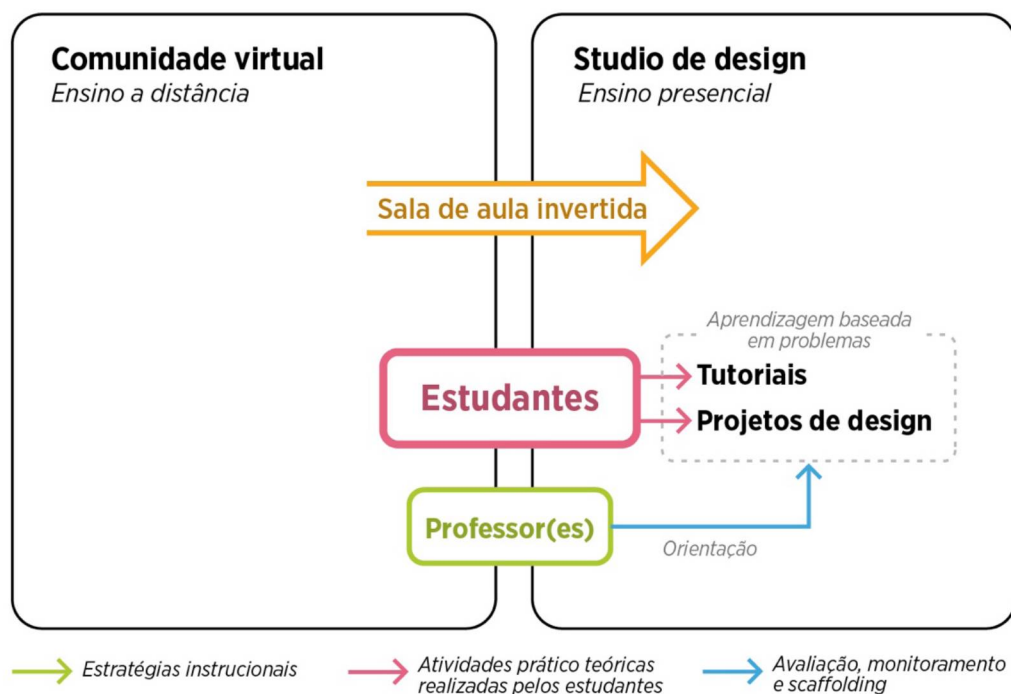 Comunidade virtual
Ensino a distância
Studio de design
Ensino presencial
Sala de aula invertida
Aprendizagem baseada
em problemas
Estudantes
Tutoriais
Projetos de design
Professor(es)
Orientação
Estratégias instrucionais
Atividades prático teóricas
realizadas pelos estudantes
Avaliação, monitoramento
e scaffolding